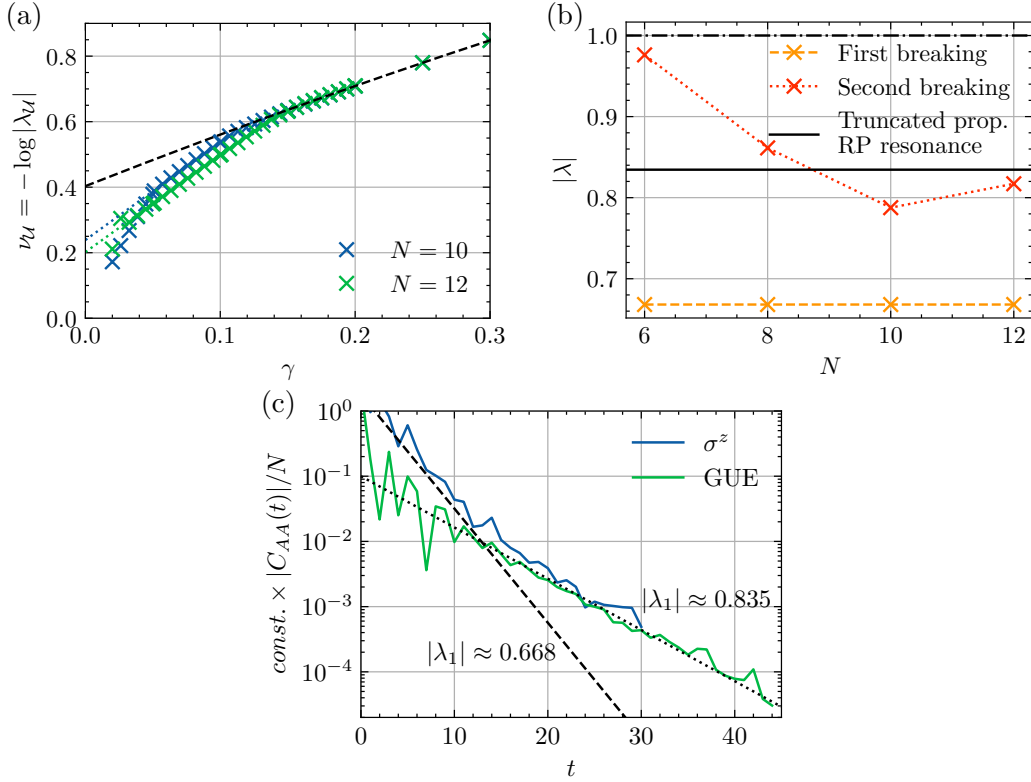 (a)
0.8
0.6
0.4
0.2
0.0
0.0
0.1
0.2
0.3
ν_𝒰 = − log |λ_𝒰|
γ
N = 10
N = 12
(b)
1.0
0.9
0.8
0.7
6
8
10
12
|λ|
N
First breaking
Second breaking
Truncated prop.
RP resonance
(c)
10^0
10^−1
10^−2
10^−3
10^−4
0
10
20
30
40
const. × |C_AA(t)|/N
t
σ^z
GUE
|λ_1| ≈ 0.835
|λ_1| ≈ 0.668